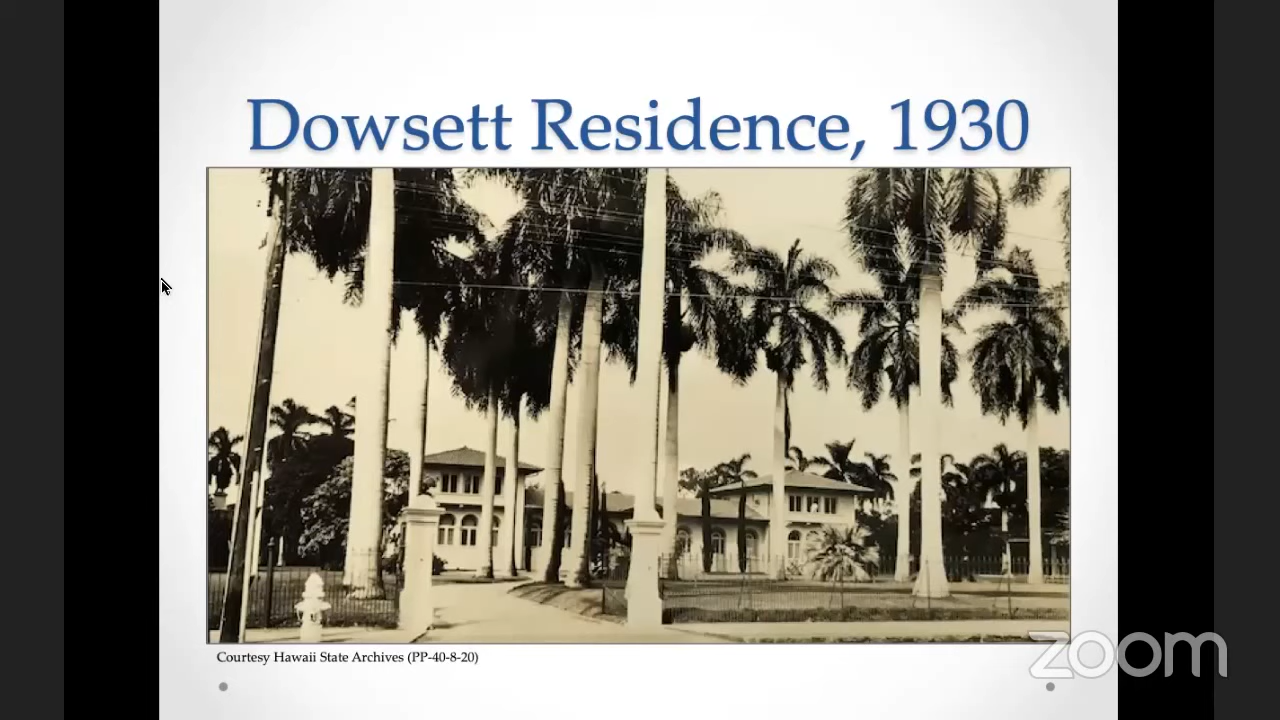 Dowsett Residence, 1930
Courtesy Hawaii State Archives (PP-40-8-20)
zoom